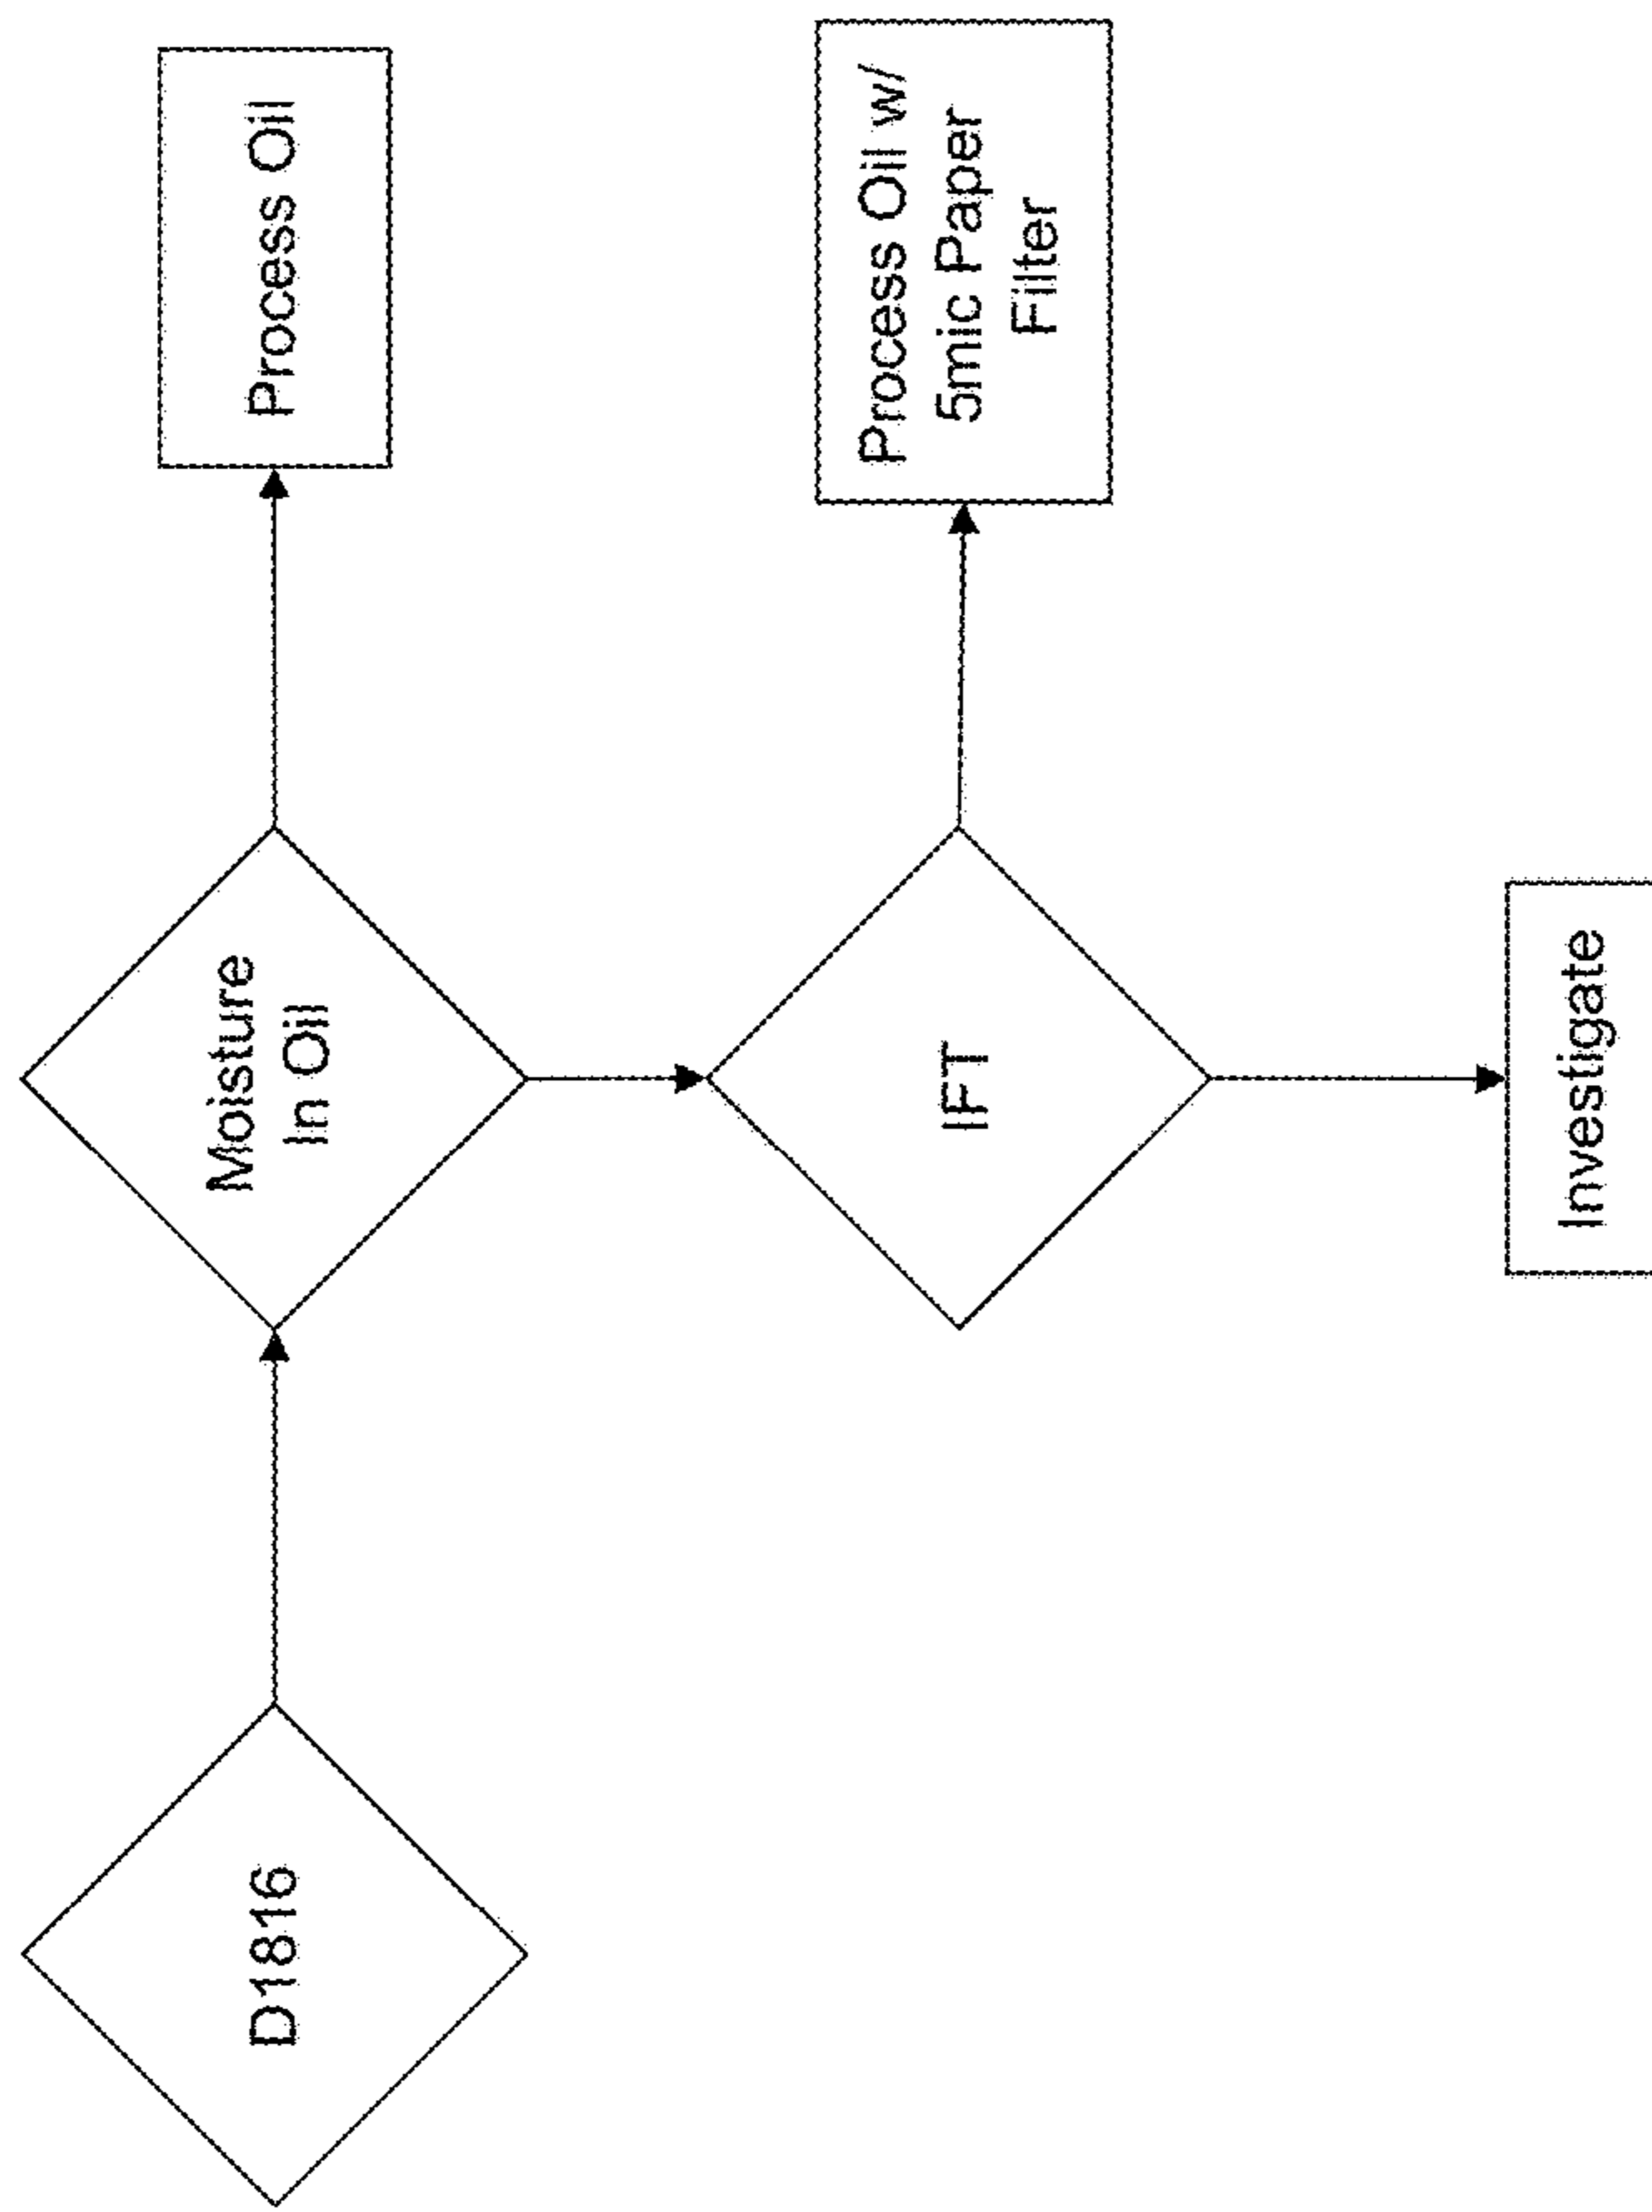 D1816
Moisture
In Oil
Process Oil
IFT
Process Oil w/
5mic Paper
Filter
Investigate